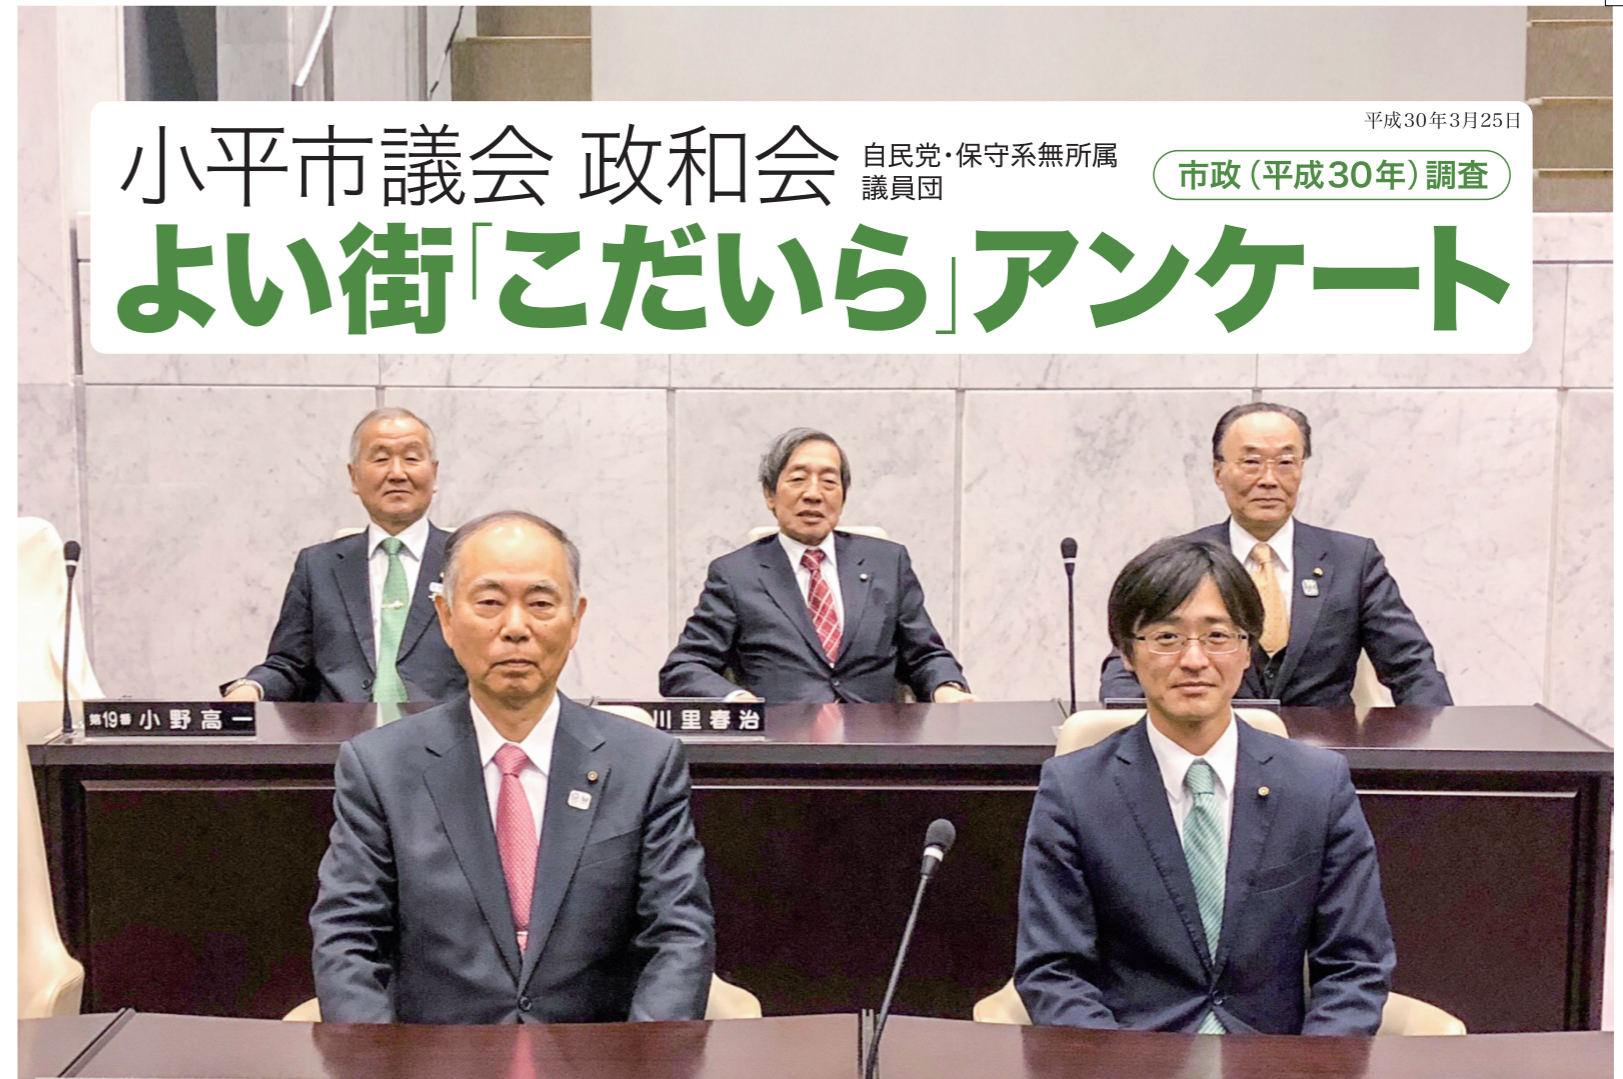 平成30年3月25日
小平市議会 政和会
自民党・保守系無所属
議員団
市政（平成30年）調査
よい街「こだいら」アンケート
第19番 小野高一
川里春治